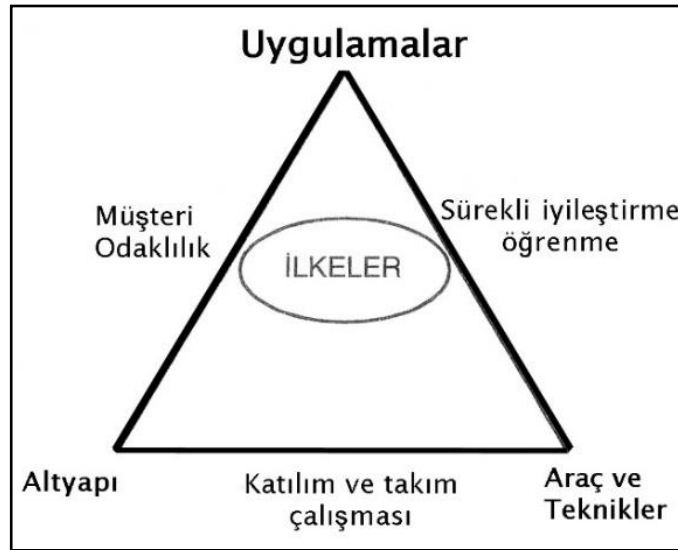 Uygulamalar
Müşteri
Odaklılık
Sürekli iyileştirme
öğrenme
İLKELER
Altyapı
Katılım ve takım
çalışması
Araç ve
Teknikler